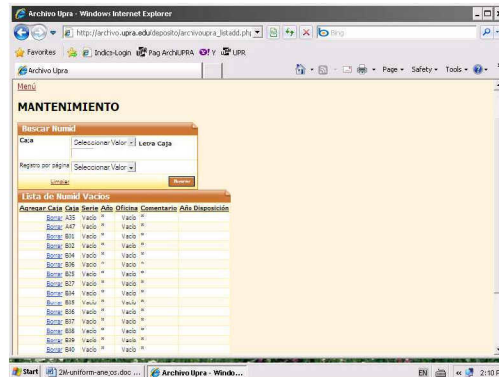 Archivo Upra - Windows Internet Explorer
http://archivo.upra.edu/deposito/archivoupra_listadd.php
Bing
Favorites Indice-Login Pag ArchiUPRA Y UPR
Archivo Upra
Page Safety Tools
Menú
MANTENIMIENTO
Buscar Numid
Caja Seleccionar Valor Letra Caja
Registro por página Seleccionar Valor
Limpiar Buscar
Lista de Numid Vacios
Agregar Caja Caja Serie Año Oficina Comentario Año Disposición
Borrar A35 Vacio " Vacio "
Borrar A47 Vacio " Vacio "
Borrar B01 Vacio " Vacio "
Borrar B02 Vacio " Vacio "
Borrar B04 Vacio " Vacio "
Borrar B06 Vacio " Vacio "
Borrar B25 Vacio " Vacio "
Borrar B27 Vacio " Vacio "
Borrar B34 Vacio " Vacio "
Borrar B35 Vacio " Vacio "
Borrar B36 Vacio " Vacio "
Borrar B37 Vacio " Vacio "
Borrar B38 Vacio " Vacio "
Borrar B39 Vacio " Vacio "
Borrar B40 Vacio " Vacio "
Start 2M-uniform-ane_os.doc ... Archivo Upra - Windo... EN 2:10